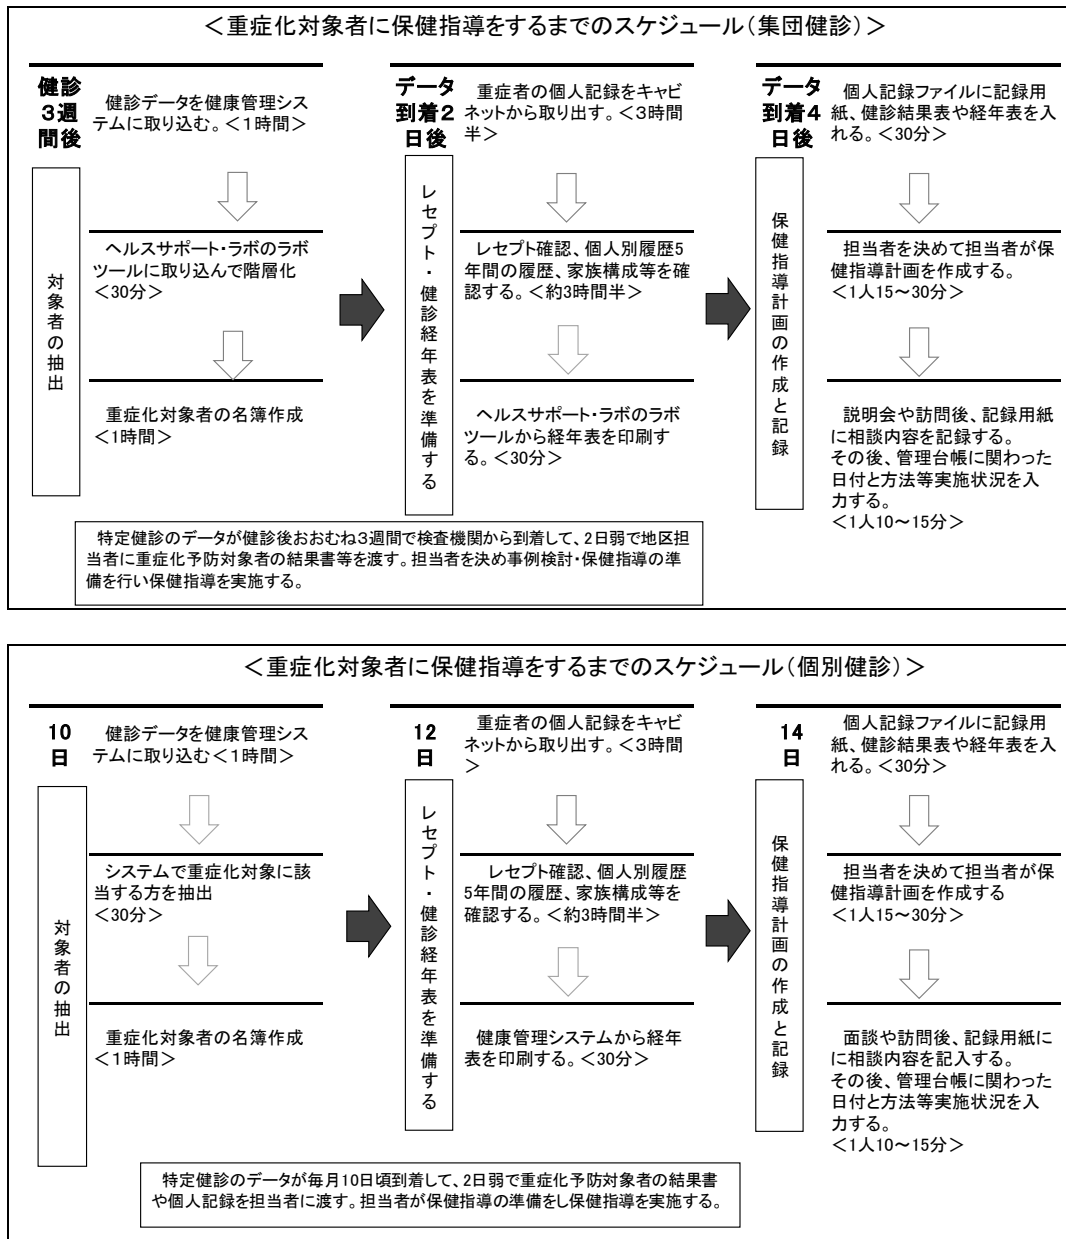 ＜重症化対象者に保健指導をするまでのスケジュール（集団健診）＞
健診
３週
間後
健診データを健康管理シス
テムに取り込む。＜１時間＞
対象者の抽出
ヘルスサポート・ラボのラボ
ツールに取り込んで階層化
＜30分＞
重症化対象者の名簿作成
＜1時間＞
データ
到着２
日後
重症者の個人記録をキャビ
ネットから取り出す。＜３時間
半＞
レセプト・健診経年表を準備する
レセプト確認、個人別履歴5
年間の履歴、家族構成等を確
認する。＜約3時間半＞
ヘルスサポート・ラボのラボ
ツールから経年表を印刷す
る。＜30分＞
データ
到着４
日後
個人記録ファイルに記録用
紙、健診結果表や経年表を入
れる。＜30分＞
保健指導計画の作成と記録
担当者を決めて担当者が保
健指導計画を作成する。
＜1人15～30分＞
説明会や訪問後、記録用紙
に相談内容を記録する。
その後、管理台帳に関わった
日付と方法等実施状況を入
力する。
＜1人10～15分＞
特定健診のデータが健診後おおむね３週間で検査機関から到着して、2日弱で地区担
当者に重症化予防対象者の結果書等を渡す。担当者を決め事例検討・保健指導の準
備を行い保健指導を実施する。
＜重症化対象者に保健指導をするまでのスケジュール（個別健診）＞
10
日
健診データを健康管理シス
テムに取り込む＜1時間＞
対象者の抽出
システムで重症化対象に該
当する方を抽出
＜30分＞
重症化対象者の名簿作成
＜１時間＞
12
日
重症者の個人記録をキャビ
ネットから取り出す。＜3時間
＞
レセプト・健診経年表を準備する
レセプト確認、個人別履歴
5年間の履歴、家族構成等を
確認する。＜約3時間半＞
健康管理システムから経年
表を印刷する。＜30分＞
14
日
個人記録ファイルに記録用
紙、健診結果表や経年表を入
れる。＜30分＞
保健指導計画の作成と記録
担当者を決めて担当者が保
健指導計画を作成する
＜1人15～30分＞
面談や訪問後、記録用紙に
に相談内容を記入する。
その後、管理台帳に関わった
日付と方法等実施状況を入
力する。
＜1人10～15分＞
特定健診のデータが毎月10日頃到着して、2日弱で重症化予防対象者の結果書
や個人記録を担当者に渡す。担当者が保健指導の準備をし保健指導を実施する。